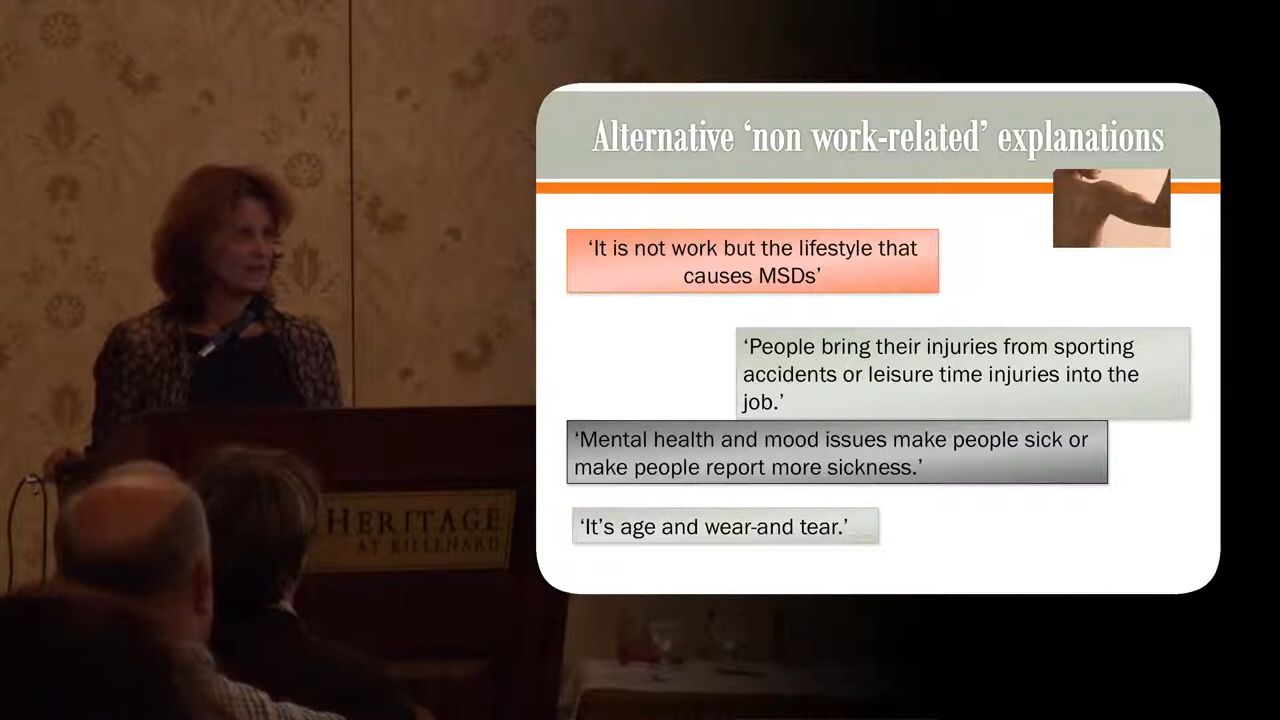 Alternative ‘non work-related’ explanations
‘It is not work but the lifestyle that
causes MSDs’
‘People bring their injuries from sporting
accidents or leisure time injuries into the
job.’
‘Mental health and mood issues make people sick or
make people report more sickness.’
‘It’s age and wear-and tear.’
HERITAGE
AT KILLENARD